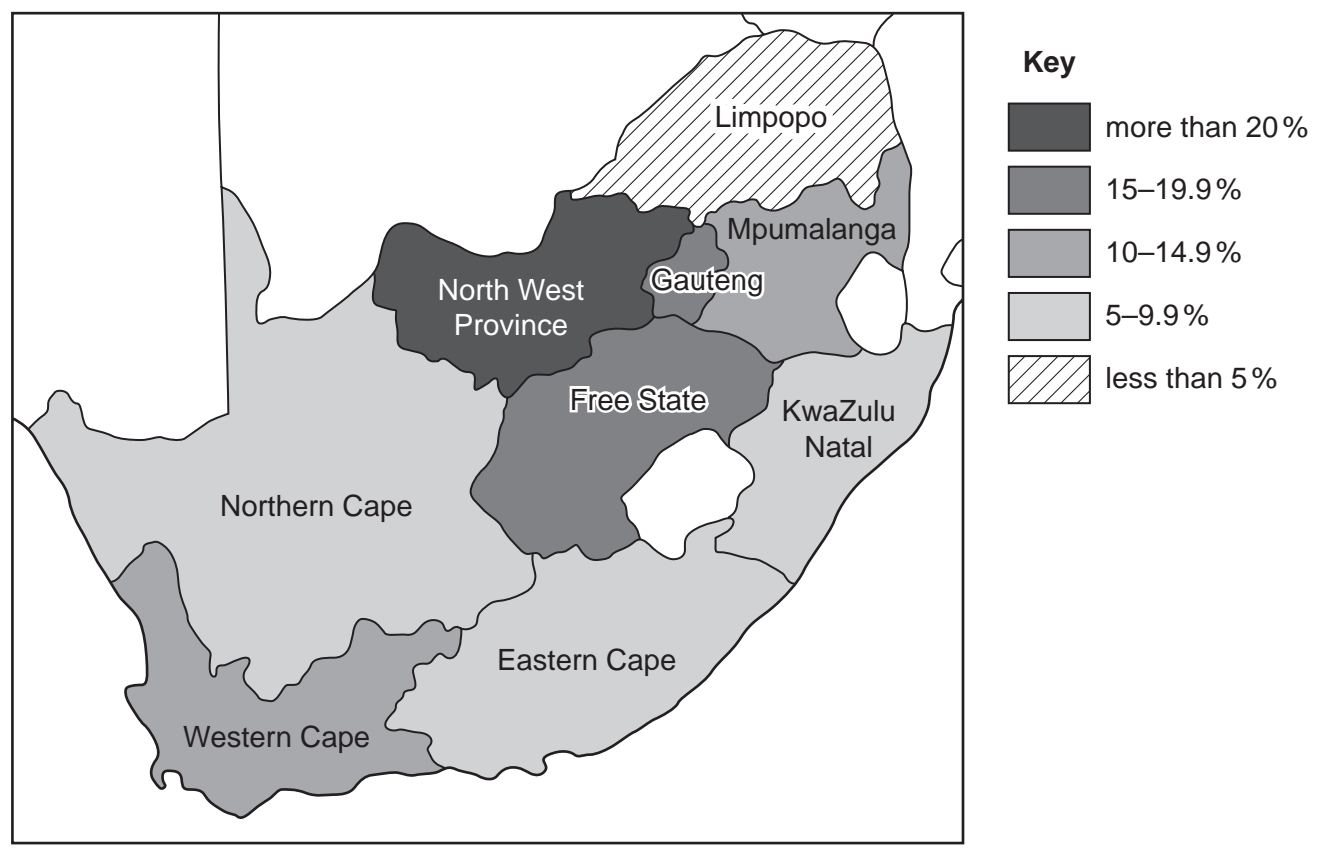 Key
more than 20%
15–19.9%
10–14.9%
5–9.9%
less than 5%
Limpopo
Mpumalanga
Gauteng
North West
Province
Free State
KwaZulu
Natal
Northern Cape
Eastern Cape
Western Cape